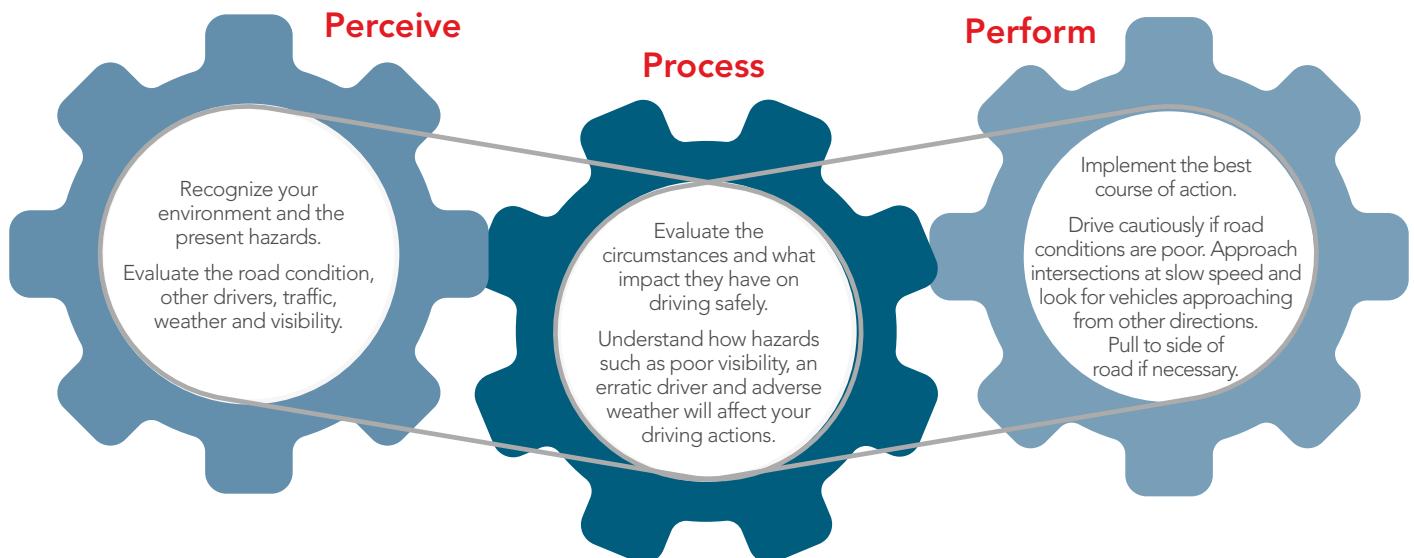 Perceive
Recognize your
environment and the
present hazards.
Evaluate the road condition,
other drivers, traffic,
weather and visibility.
Process
Evaluate the
circumstances and what
impact they have on
driving safely.
Understand how hazards
such as poor visibility, an
erratic driver and adverse
weather will affect your
driving actions.
Perform
Implement the best
course of action.
Drive cautiously if road
conditions are poor. Approach
intersections at slow speed and
look for vehicles approaching
from other directions.
Pull to side of
road if necessary.